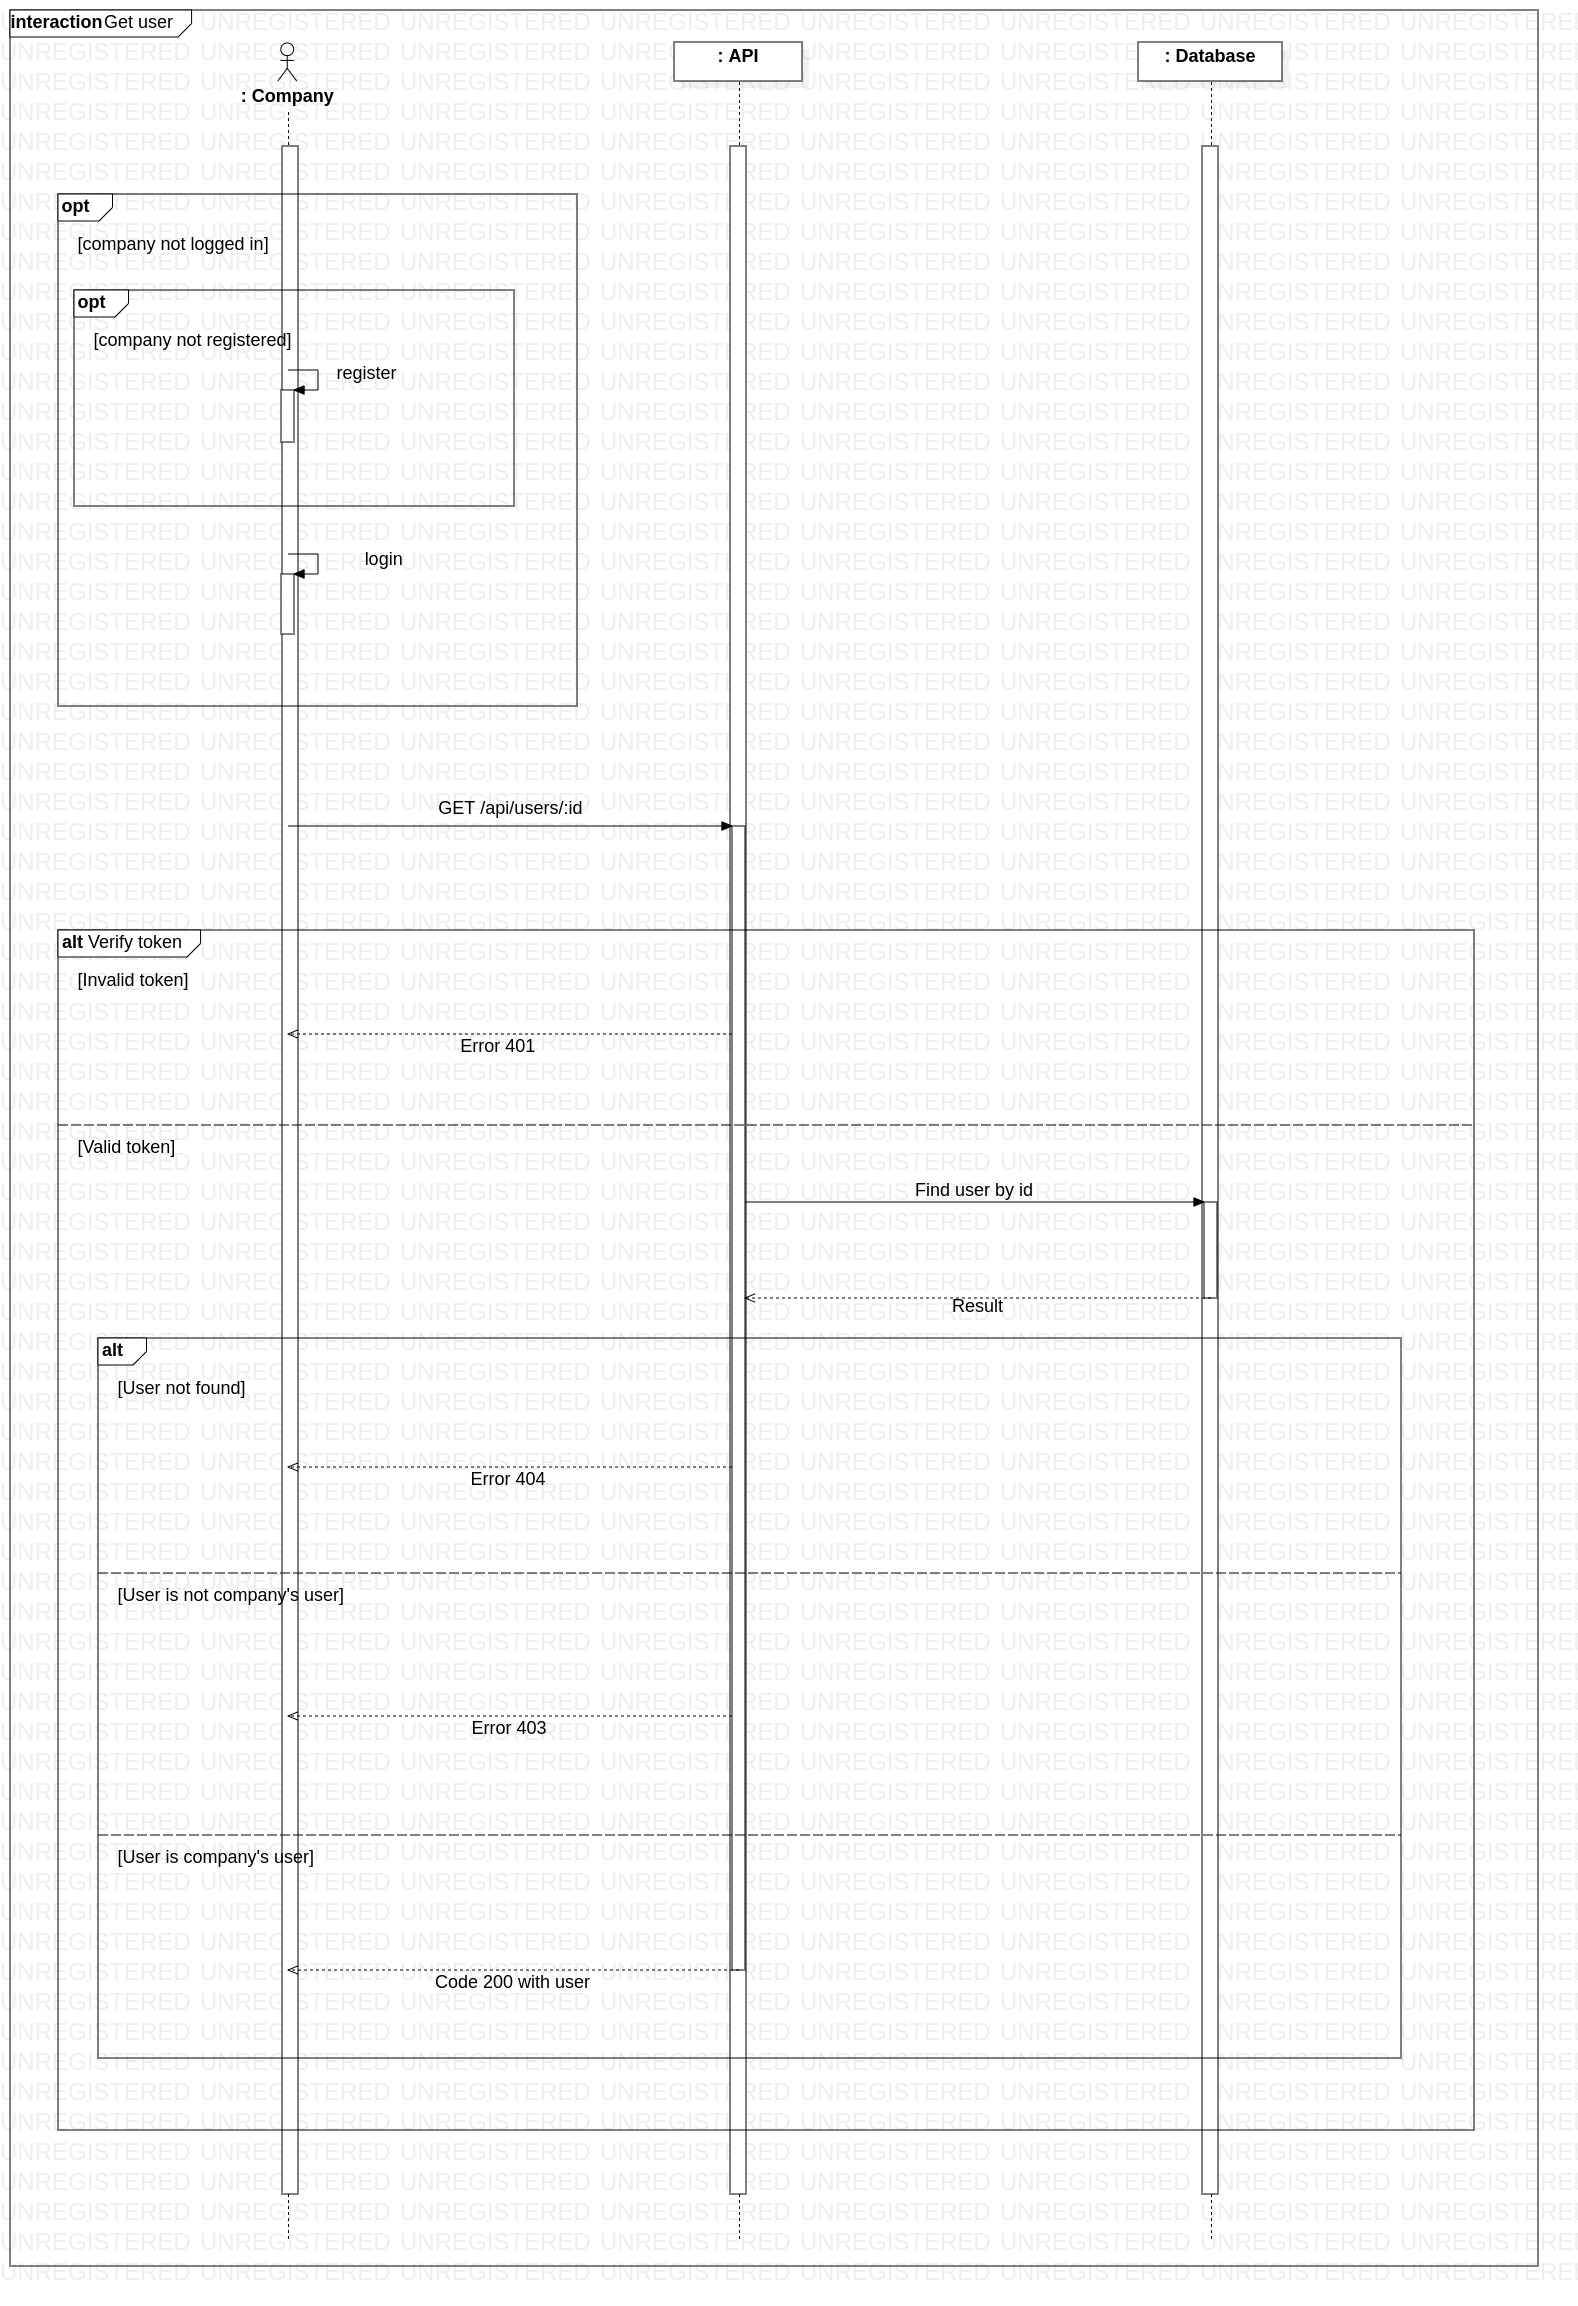 interaction Get user
: Company
: API
: Database
opt
[company not logged in]
opt
[company not registered]
register
login
GET /api/users/:id
alt Verify token
[Invalid token]
Error 401
[Valid token]
Find user by id
Result
alt
[User not found]
Error 404
[User is not company's user]
Error 403
[User is company's user]
Code 200 with user
UNREGISTERED